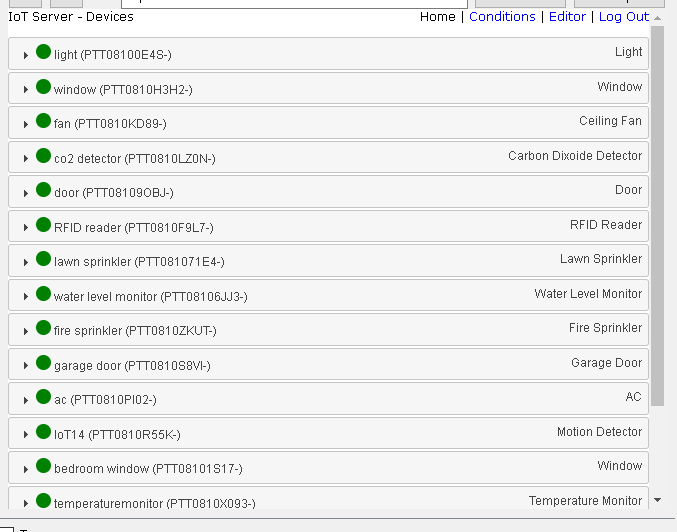 IoT Server - Devices Home | Conditions | Editor | Log Out
light (PTT08100E4S-) Light
window (PTT0810H3H2-) Window
fan (PTT0810KD89-) Ceiling Fan
co2 detector (PTT0810LZ0N-) Carbon Dixoide Detector
door (PTT08109OBJ-) Door
RFID reader (PTT0810F9L7-) RFID Reader
lawn sprinkler (PTT081071E4-) Lawn Sprinkler
water level monitor (PTT08106JJ3-) Water Level Monitor
fire sprinkler (PTT0810ZKUT-) Fire Sprinkler
garage door (PTT0810S8VI-) Garage Door
ac (PTT0810PI02-) AC
IoT14 (PTT0810R55K-) Motion Detector
bedroom window (PTT08101S17-) Window
temperaturemonitor (PTT0810X093-) Temperature Monitor